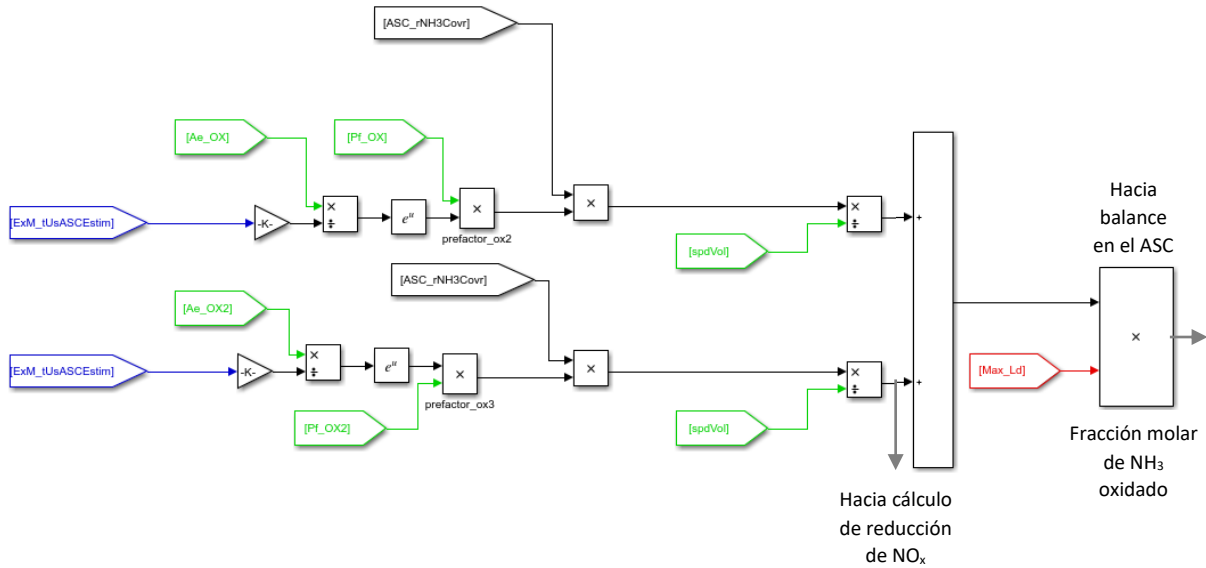 [ASC_rNH3Covr]
[Ae_OX]
[Pf_OX]
×
÷
e^u
×
×
prefactor_ox2
[ExM_tUsASCEstim]
-K-
×
÷
+
[spdVol]
Hacia
balance
en el ASC
[ASC_rNH3Covr]
[Ae_OX2]
×
÷
e^u
×
×
prefactor_ox3
[ExM_tUsASCEstim]
-K-
[Pf_OX2]
×
÷
+
[spdVol]
×
[Max_Ld]
Fracción molar
de NH₃
oxidado
Hacia cálculo
de reducción
de NOₓ